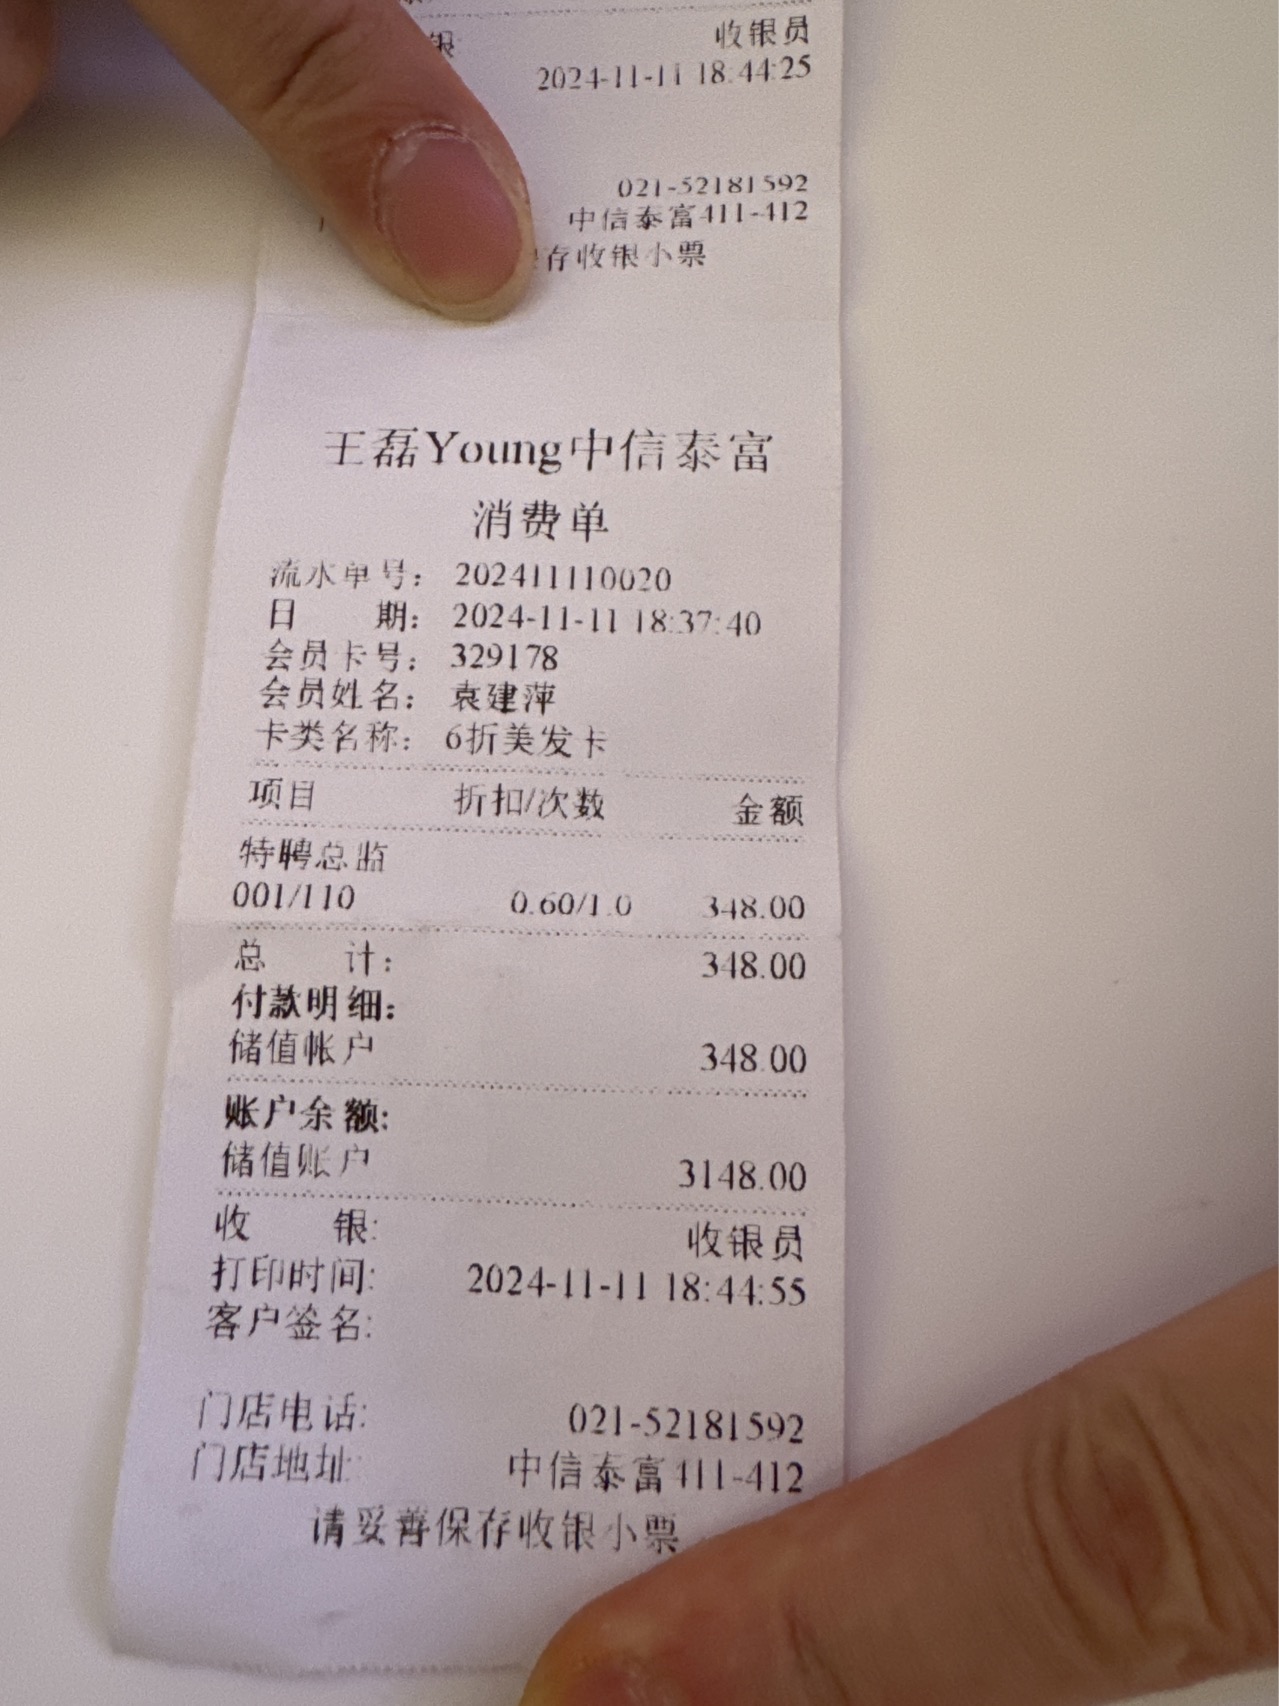 银 收银员
2024-11-11 18:44:25
021-52181592
中信泰富411-412
存收银小票
王磊Young中信泰富
消费单
流水单号： 202411110020
日 期： 2024-11-11 18:37:40
会员卡号： 329178
会员姓名： 袁建萍
卡类名称： 6折美发卡
项目 折扣/次数 金额
特聘总监
001/110 0.60/1.0 348.00
总 计： 348.00
付款明细：
储值帐户 348.00
账户余额:
储值账户 3148.00
收 银: 收银员
打印时间: 2024-11-11 18:44:55
客户签名:
门店电话: 021-52181592
门店地址: 中信泰富411-412
请妥善保存收银小票